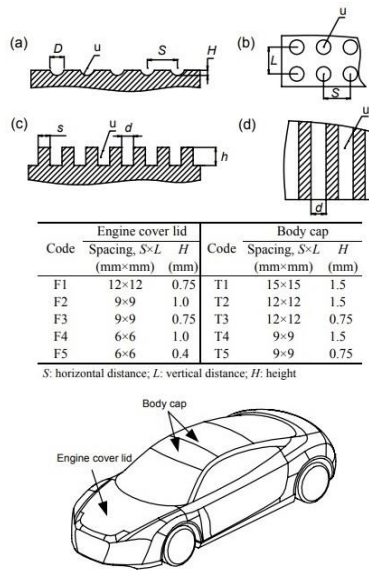 (a)
D
u
S
H
(b)
u
L
S
(c)
s
u
d
h
(d)
u
d
Engine cover lid Body cap
Code Spacing, S×L H Code Spacing, S×L H
(mm×mm) (mm) (mm×mm) (mm)
F1 12×12 0.75 T1 15×15 1.5
F2 9×9 1.0 T2 12×12 1.5
F3 9×9 0.75 T3 12×12 0.75
F4 6×6 1.0 T4 9×9 1.5
F5 6×6 0.4 T5 9×9 0.75
S: horizontal distance; L: vertical distance; H: height
Body cap
Engine cover lid